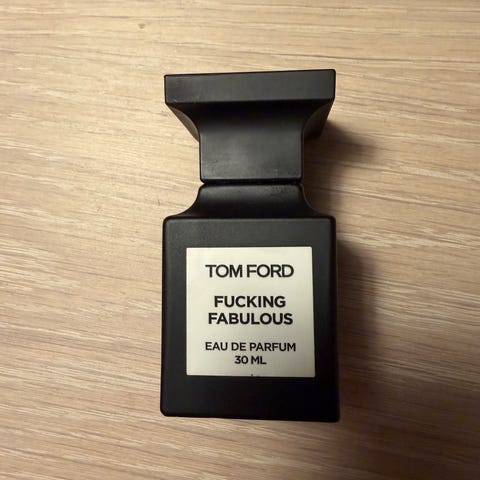 TOM FORD
FUCKING
FABULOUS
EAU DE PARFUM
30 ML